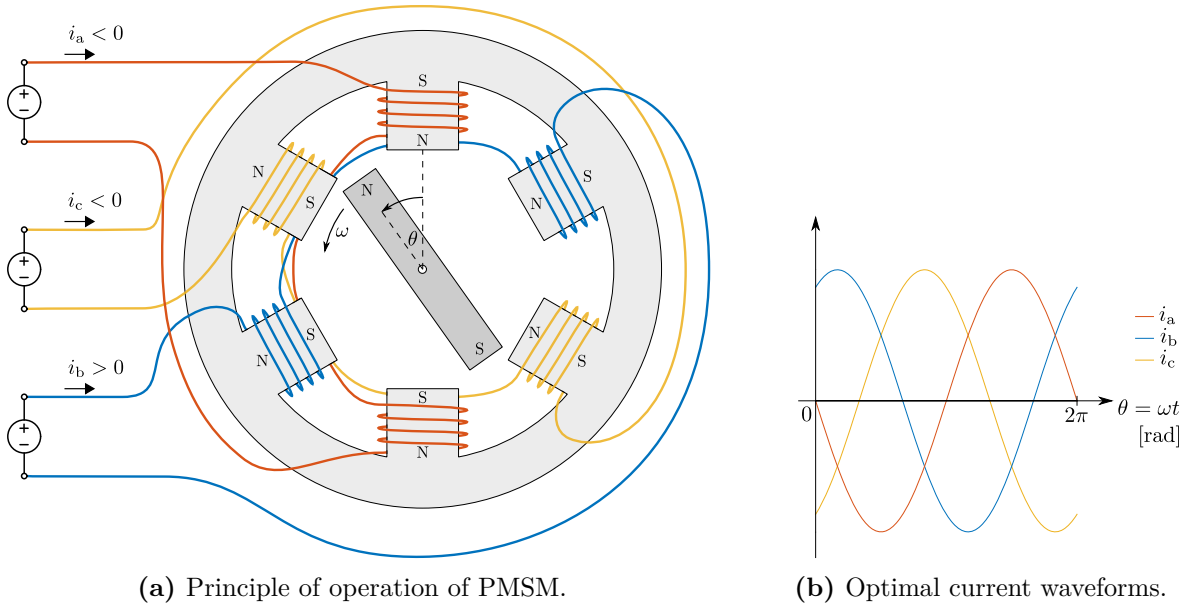 i_a < 0
+
−
i_c < 0
+
−
i_b > 0
+
−
S
N
N
S
S
N
N
S
N
S
N
S
S
N
ω
θ
N
S
i_a
i_b
i_c
0
2π
θ = ωt
[rad]
(a) Principle of operation of PMSM.
(b) Optimal current waveforms.